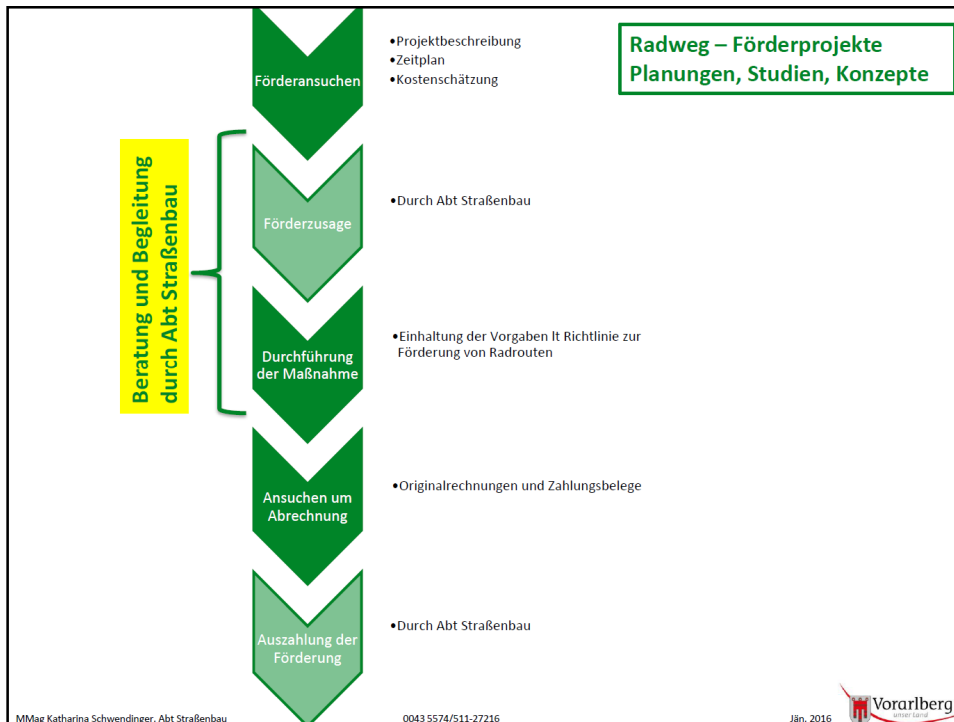 Radweg – Förderprojekte
Planungen, Studien, Konzepte
Förderansuchen
•Projektbeschreibung
•Zeitplan
•Kostenschätzung
Beratung und Begleitung
durch Abt Straßenbau
Förderzusage
•Durch Abt Straßenbau
Durchführung
der Maßnahme
•Einhaltung der Vorgaben lt Richtlinie zur
Förderung von Radrouten
Ansuchen um
Abrechnung
•Originalrechnungen und Zahlungsbelege
Auszahlung der
Förderung
•Durch Abt Straßenbau
MMag Katharina Schwendinger, Abt Straßenbau
0043 5574/511-27216
Jän. 2016
Vorarlberg
unser Land